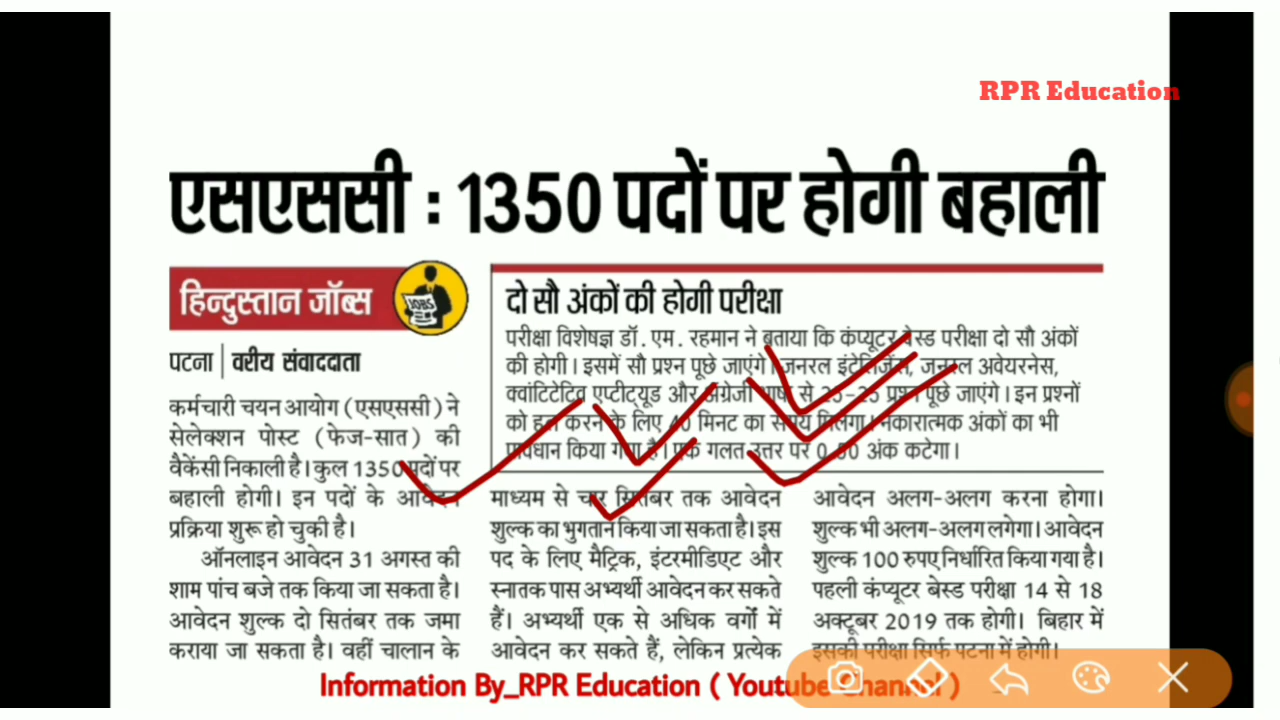 RPR Education
एसएससी : 1350 पदों पर होगी बहाली
हिन्दुस्तान जॉब्स
JOBS
पटना | वरीय संवाददाता
कर्मचारी चयन आयोग (एसएससी) ने
सेलेक्शन पोस्ट (फेज-सात) की
वैकेंसी निकाली है। कुल 1350 पदों पर
बहाली होगी। इन पदों के आवेदन
प्रक्रिया शुरू हो चुकी है।
ऑनलाइन आवेदन 31 अगस्त की
शाम पांच बजे तक किया जा सकता है।
आवेदन शुल्क दो सितंबर तक जमा
कराया जा सकता है। वहीं चालान के
दो सौ अंकों की होगी परीक्षा
परीक्षा विशेषज्ञ डॉ. एम. रहमान ने बताया कि कंप्यूटर बेस्ड परीक्षा दो सौ अंकों
की होगी। इसमें सौ प्रश्न पूछे जाएंगे। जनरल इंटेलिजेंस, जनरल अवेयरनेस,
क्वांटिटेटिव एप्टीट्यूड और अंग्रेजी भाषा से 25-25 प्रश्न पूछे जाएंगे। इन प्रश्नों
को हल करने के लिए 60 मिनट का समय मिलेगा। नकारात्मक अंकों का भी
प्रावधान किया गया है। एक गलत उत्तर पर 0.50 अंक कटेगा।
माध्यम से चार सितंबर तक आवेदन
शुल्क का भुगतान किया जा सकता है। इस
पद के लिए मैट्रिक, इंटरमीडिएट और
स्नातक पास अभ्यर्थी आवेदन कर सकते
हैं। अभ्यर्थी एक से अधिक वर्गों में
आवेदन कर सकते हैं, लेकिन प्रत्येक
आवेदन अलग-अलग करना होगा।
शुल्क भी अलग-अलग लगेगा। आवेदन
शुल्क 100 रुपए निर्धारित किया गया है।
पहली कंप्यूटर बेस्ड परीक्षा 14 से 18
अक्टूबर 2019 तक होगी। बिहार में
इसकी परीक्षा सिर्फ पटना में होगी।
Information By_RPR Education ( Youtube Channel )